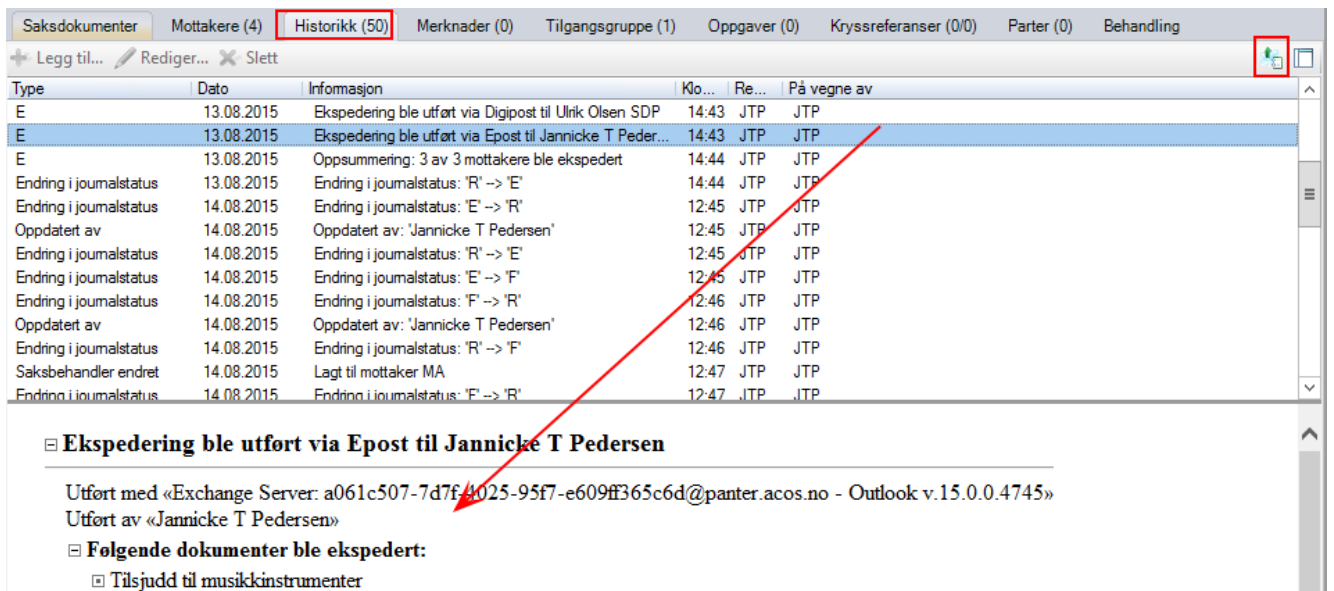 Saksdokumenter Mottakere (4) Historikk (50) Merknader (0) Tilgangsgruppe (1) Oppgaver (0) Kryssreferanser (0/0) Parter (0) Behandling
Legg til... Rediger... Slett
Type Dato Informasjon Klo... Re... På vegne av
E 13.08.2015 Ekspedering ble utført via Digipost til Ulrik Olsen SDP 14:43 JTP JTP
E 13.08.2015 Ekspedering ble utført via Epost til Jannicke T Peder... 14:43 JTP JTP
E 13.08.2015 Oppsummering: 3 av 3 mottakere ble ekspedert 14:44 JTP JTP
Endring i journalstatus 13.08.2015 Endring i journalstatus: 'R' --> 'E' 14:44 JTP JTP
Endring i journalstatus 14.08.2015 Endring i journalstatus: 'E' --> 'R' 12:45 JTP JTP
Oppdatert av 14.08.2015 Oppdatert av: 'Jannicke T Pedersen' 12:45 JTP JTP
Endring i journalstatus 14.08.2015 Endring i journalstatus: 'R' --> 'E' 12:45 JTP JTP
Endring i journalstatus 14.08.2015 Endring i journalstatus: 'E' --> 'F' 12:45 JTP JTP
Endring i journalstatus 14.08.2015 Endring i journalstatus: 'F' --> 'R' 12:46 JTP JTP
Oppdatert av 14.08.2015 Oppdatert av: 'Jannicke T Pedersen' 12:46 JTP JTP
Endring i journalstatus 14.08.2015 Endring i journalstatus: 'R' --> 'F' 12:46 JTP JTP
Saksbehandler endret 14.08.2015 Lagt til mottaker MA 12:47 JTP JTP
Endring i journalstatus 14.08.2015 Endring i journalstatus: 'F' --> 'R' 12:47 JTP JTP
Ekspedering ble utført via Epost til Jannicke T Pedersen
Utført med «Exchange Server: a061c507-7d7f-4025-95f7-e609ff365c6d@panter.acos.no - Outlook v.15.0.0.4745»
Utført av «Jannicke T Pedersen»
Følgende dokumenter ble ekspedert:
Tilsjudd til musikkinstrumenter